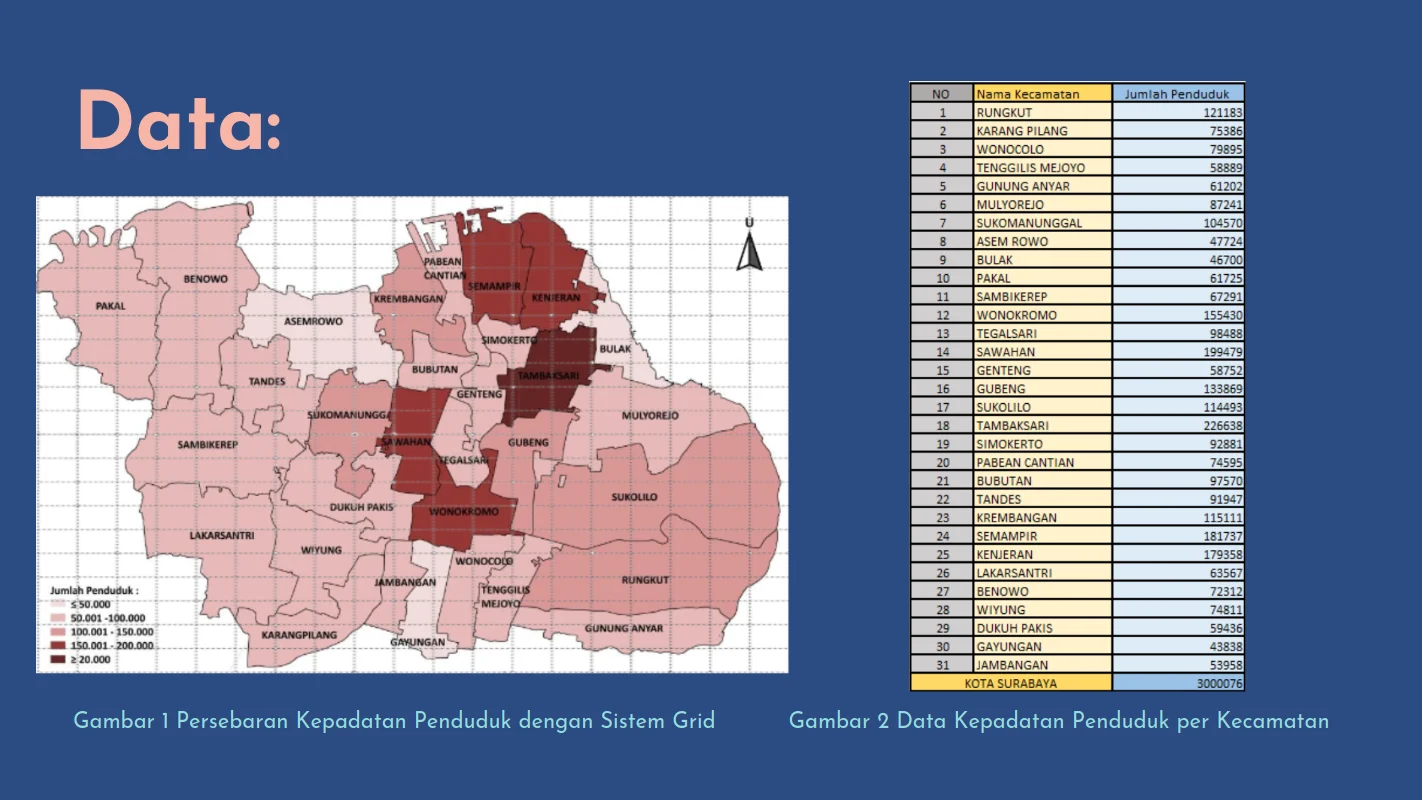 Data:
U
PABEAN
CANTIAN
BENOWO
SEMAMPIR
KREMBANGAN
KENJERAN
PAKAL
ASEMROWO
SIMOKERTO
BULAK
BUBUTAN
TAMBAKSARI
TANDES
GENTENG
SUKOMANUNGGA
MULYOREJO
SAMBIKEREP
SAWAHAN
GUBENG
TEGALSARI
SUKOLILO
DUKUH PAKIS
WONOKROMO
LAKARSANTRI
WIYUNG
WONOCOLO
JAMBANGAN
RUNGKUT
TENGGILIS
MEJOYO
GUNUNG ANYAR
KARANGPILANG
GAYUNGAN
Jumlah Penduduk :
≤ 50.000
50.001 -100.000
100.001 - 150.000
150.001 - 200.000
≥ 20.000
Gambar 1 Persebaran Kepadatan Penduduk dengan Sistem Grid
NO Nama Kecamatan Jumlah Penduduk
1 RUNGKUT 121183
2 KARANG PILANG 75386
3 WONOCOLO 79895
4 TENGGILIS MEJOYO 58889
5 GUNUNG ANYAR 61202
6 MULYOREJO 87241
7 SUKOMANUNGGAL 104570
8 ASEM ROWO 47724
9 BULAK 46700
10 PAKAL 61725
11 SAMBIKEREP 67291
12 WONOKROMO 155430
13 TEGALSARI 98488
14 SAWAHAN 199479
15 GENTENG 58752
16 GUBENG 133869
17 SUKOLILO 114493
18 TAMBAKSARI 226638
19 SIMOKERTO 92881
20 PABEAN CANTIAN 74595
21 BUBUTAN 97570
22 TANDES 91947
23 KREMBANGAN 115111
24 SEMAMPIR 181737
25 KENJERAN 179358
26 LAKARSANTRI 63567
27 BENOWO 72312
28 WIYUNG 74811
29 DUKUH PAKIS 59436
30 GAYUNGAN 43838
31 JAMBANGAN 53958
KOTA SURABAYA 3000076
Gambar 2 Data Kepadatan Penduduk per Kecamatan